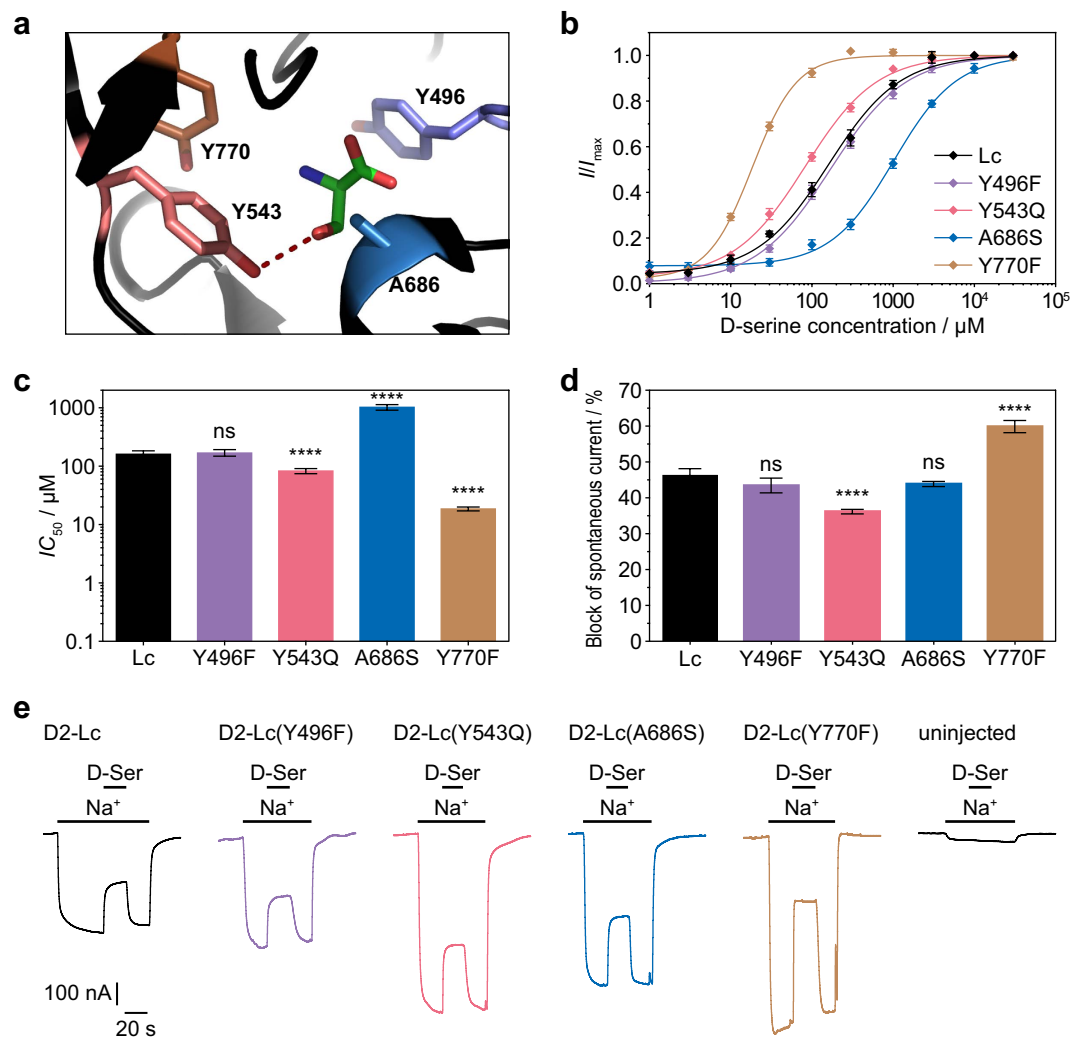 a
Y496
Y770
Y543
A686
b
I/Imax
1.0
0.8
0.6
0.4
0.2
0.0
Lc
Y496F
Y543Q
A686S
Y770F
1 10 100 1000 10⁴ 10⁵
D-serine concentration / µM
c
IC₅₀ / µM
1000
100
10
1
0.1
ns
****
****
****
Lc Y496F Y543Q A686S Y770F
d
Block of spontaneous current / %
70
60
50
40
30
20
10
0
ns
****
ns
****
Lc Y496F Y543Q A686S Y770F
e
D2-Lc D2-Lc(Y496F) D2-Lc(Y543Q) D2-Lc(A686S) D2-Lc(Y770F) uninjected
D-Ser D-Ser D-Ser D-Ser D-Ser D-Ser
Na⁺ Na⁺ Na⁺ Na⁺ Na⁺ Na⁺
100 nA
20 s